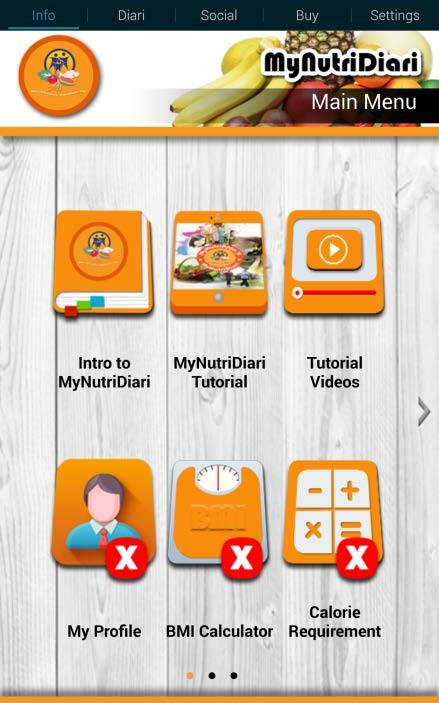 Info
Diari
Social
Buy
Settings
MyNutriDiari
Main Menu
Intro to
MyNutriDiari
MyNutriDiari
Tutorial
Tutorial
Videos
X
BMI
X
X
My Profile
BMI Calculator
Calorie
Requirement